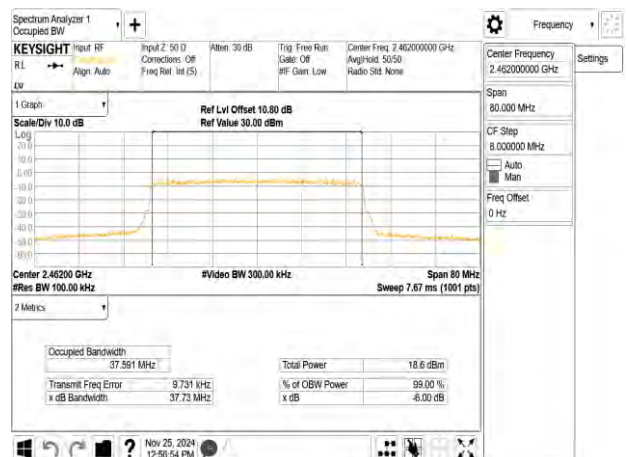 Spectrum Analyzer 1
Occupied BW
+
Frequency
KEYSIGHT Input: RF
Input Z: 50 Ω
Atten: 30 dB
Trig: Free Run
Center Freq: 2.462000000 GHz
RL
Corrections: Off
Gate: Off
Avg|Hold: 50/50
Align: Auto
Freq Ref: Int (S)
#IF Gain: Low
Radio Std: None
Center Frequency
2.462000000 GHz
Settings
Span
80.000 MHz
CF Step
8.000000 MHz
Auto
Man
Freq Offset
0 Hz
1 Graph
Scale/Div 10.0 dB
Ref Lvl Offset 10.80 dB
Ref Value 30.00 dBm
Log
20.0
10.0
0.00
-10.0
-20.0
-30.0
-40.0
-50.0
-60.0
Center 2.46200 GHz
#Video BW 300.00 kHz
Span 80 MHz
#Res BW 100.00 kHz
Sweep 7.67 ms (1001 pts)
2 Metrics
Occupied Bandwidth
37.591 MHz
Total Power 18.6 dBm
Transmit Freq Error 9.731 kHz
% of OBW Power 99.00 %
x dB Bandwidth 37.73 MHz
x dB -6.00 dB
?
Nov 25, 2024
12:56:54 PM